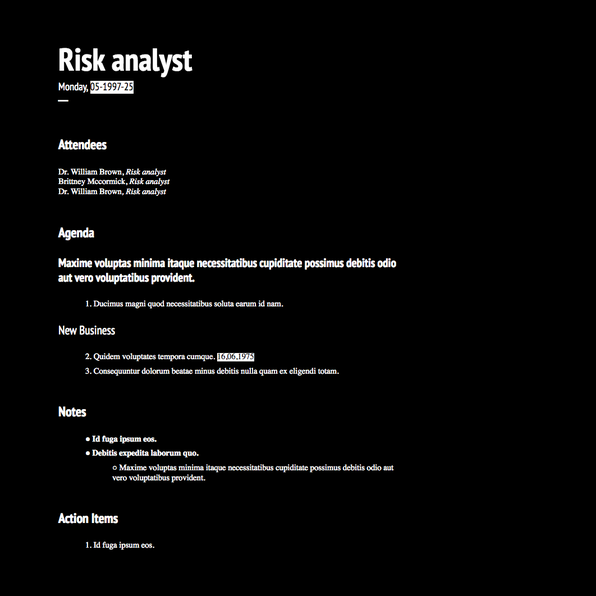 Risk analyst
Monday, 05-1997-25
Attendees
Dr. William Brown, Risk analyst
Brittney Mccormick, Risk analyst
Dr. William Brown, Risk analyst
Agenda
Maxime voluptas minima itaque necessitatibus cupiditate possimus debitis odio
aut vero voluptatibus provident.
1. Ducimus magni quod necessitatibus soluta earum id nam.
New Business
2. Quidem voluptates tempora cumque. 16.06.1975
3. Consequuntur dolorum beatae minus debitis nulla quam ex eligendi totam.
Notes
● Id fuga ipsum eos.
● Debitis expedita laborum quo.
○ Maxime voluptas minima itaque necessitatibus cupiditate possimus debitis odio aut
vero voluptatibus provident.
Action Items
1. Id fuga ipsum eos.